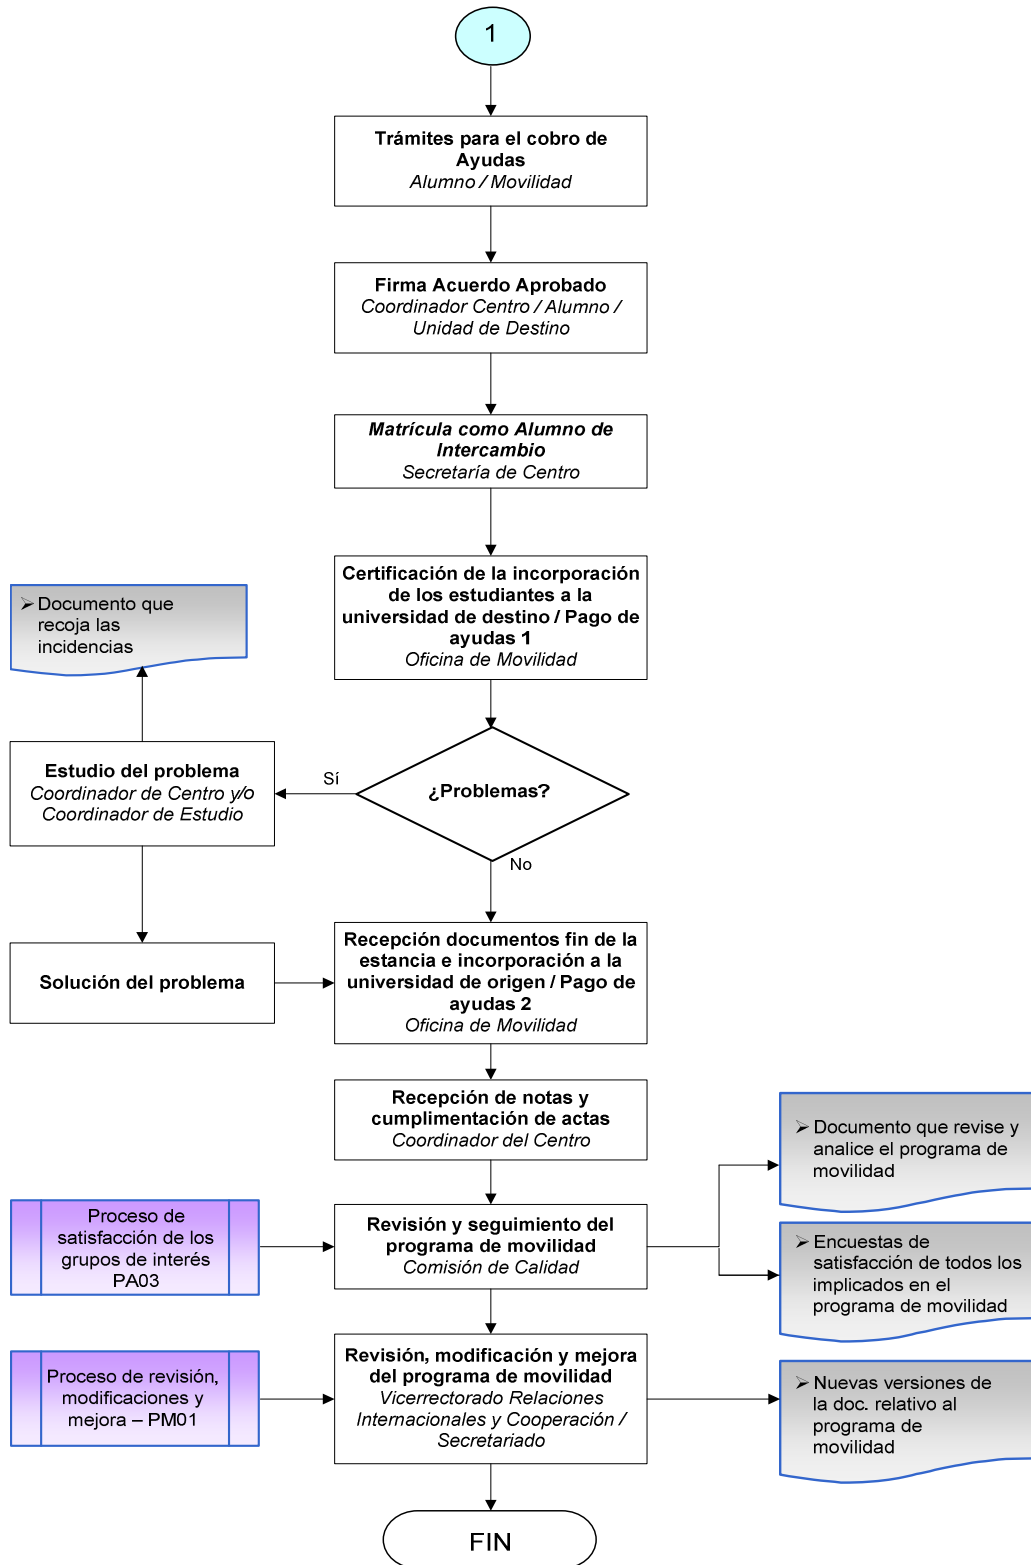 1
Trámites para el cobro de
Ayudas
Alumno / Movilidad
Firma Acuerdo Aprobado
Coordinador Centro / Alumno /
Unidad de Destino
Matrícula como Alumno de
Intercambio
Secretaría de Centro
Certificación de la incorporación
de los estudiantes a la
universidad de destino / Pago de
ayudas 1
Oficina de Movilidad
➢ Documento que
recoja las
incidencias
¿Problemas?
Sí
No
Estudio del problema
Coordinador de Centro y/o
Coordinador de Estudio
Solución del problema
Recepción documentos fin de la
estancia e incorporación a la
universidad de origen / Pago de
ayudas 2
Oficina de Movilidad
Recepción de notas y
cumplimentación de actas
Coordinador del Centro
➢ Documento que revise y
analice el programa de
movilidad
Proceso de
satisfacción de los
grupos de interés
PA03
Revisión y seguimiento del
programa de movilidad
Comisión de Calidad
➢ Encuestas de
satisfacción de todos los
implicados en el
programa de movilidad
Proceso de revisión,
modificaciones y
mejora – PM01
Revisión, modificación y mejora
del programa de movilidad
Vicerrectorado Relaciones
Internacionales y Cooperación /
Secretariado
➢ Nuevas versiones de
la doc. relativo al
programa de
movilidad
FIN